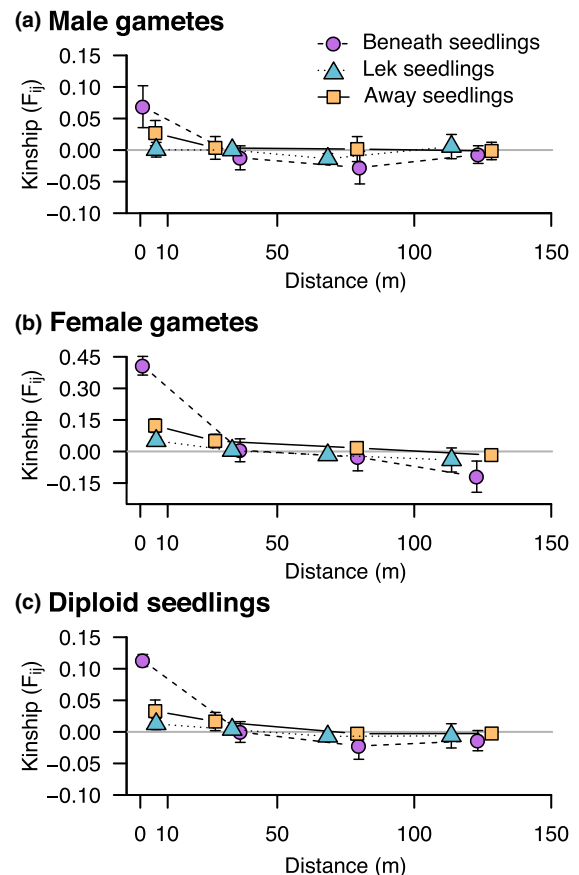 (a) Male gametes
Beneath seedlings
Lek seedlings
Away seedlings
Kinship (Fij)
0.15
0.10
0.05
0.00
−0.05
−0.10
0 10 50 100 150
Distance (m)
(b) Female gametes
Kinship (Fij)
0.45
0.30
0.15
0.00
−0.15
0 10 50 100 150
Distance (m)
(c) Diploid seedlings
Kinship (Fij)
0.15
0.10
0.05
0.00
−0.05
−0.10
0 10 50 100 150
Distance (m)